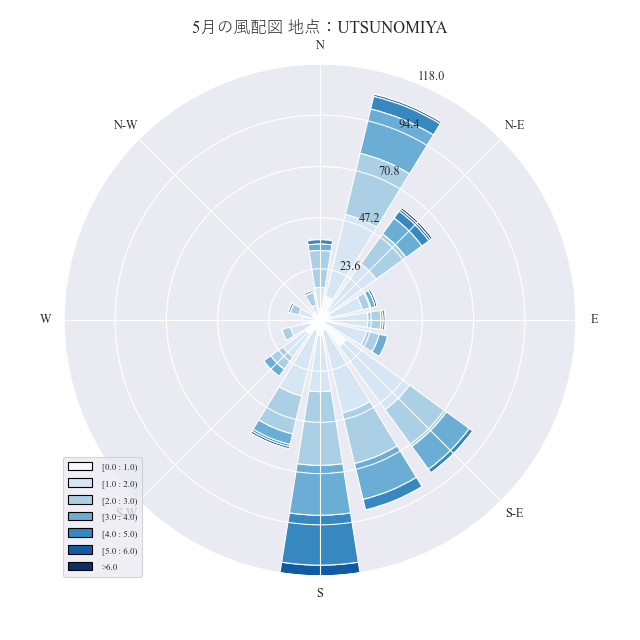 5月の風配図 地点：UTSUNOMIYA
N
118.0
N-W
94.4
N-E
70.8
47.2
23.6
W
E
[0.0 : 1.0)
[1.0 : 2.0)
[2.0 : 3.0)
S-W
[3.0 : 4.0)
S-E
[4.0 : 5.0)
[5.0 : 6.0)
>6.0
S